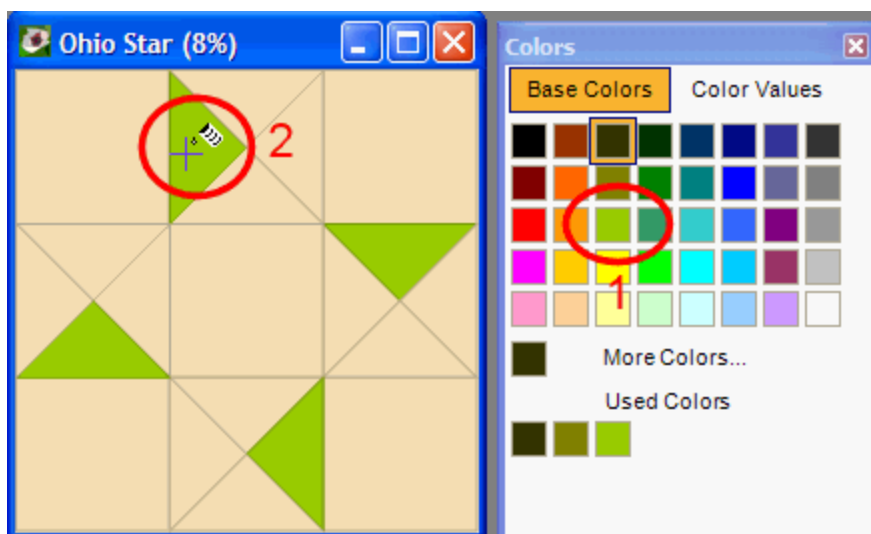 Ohio Star (8%)
2
Colors
Base Colors
Color Values
1
More Colors...
Used Colors